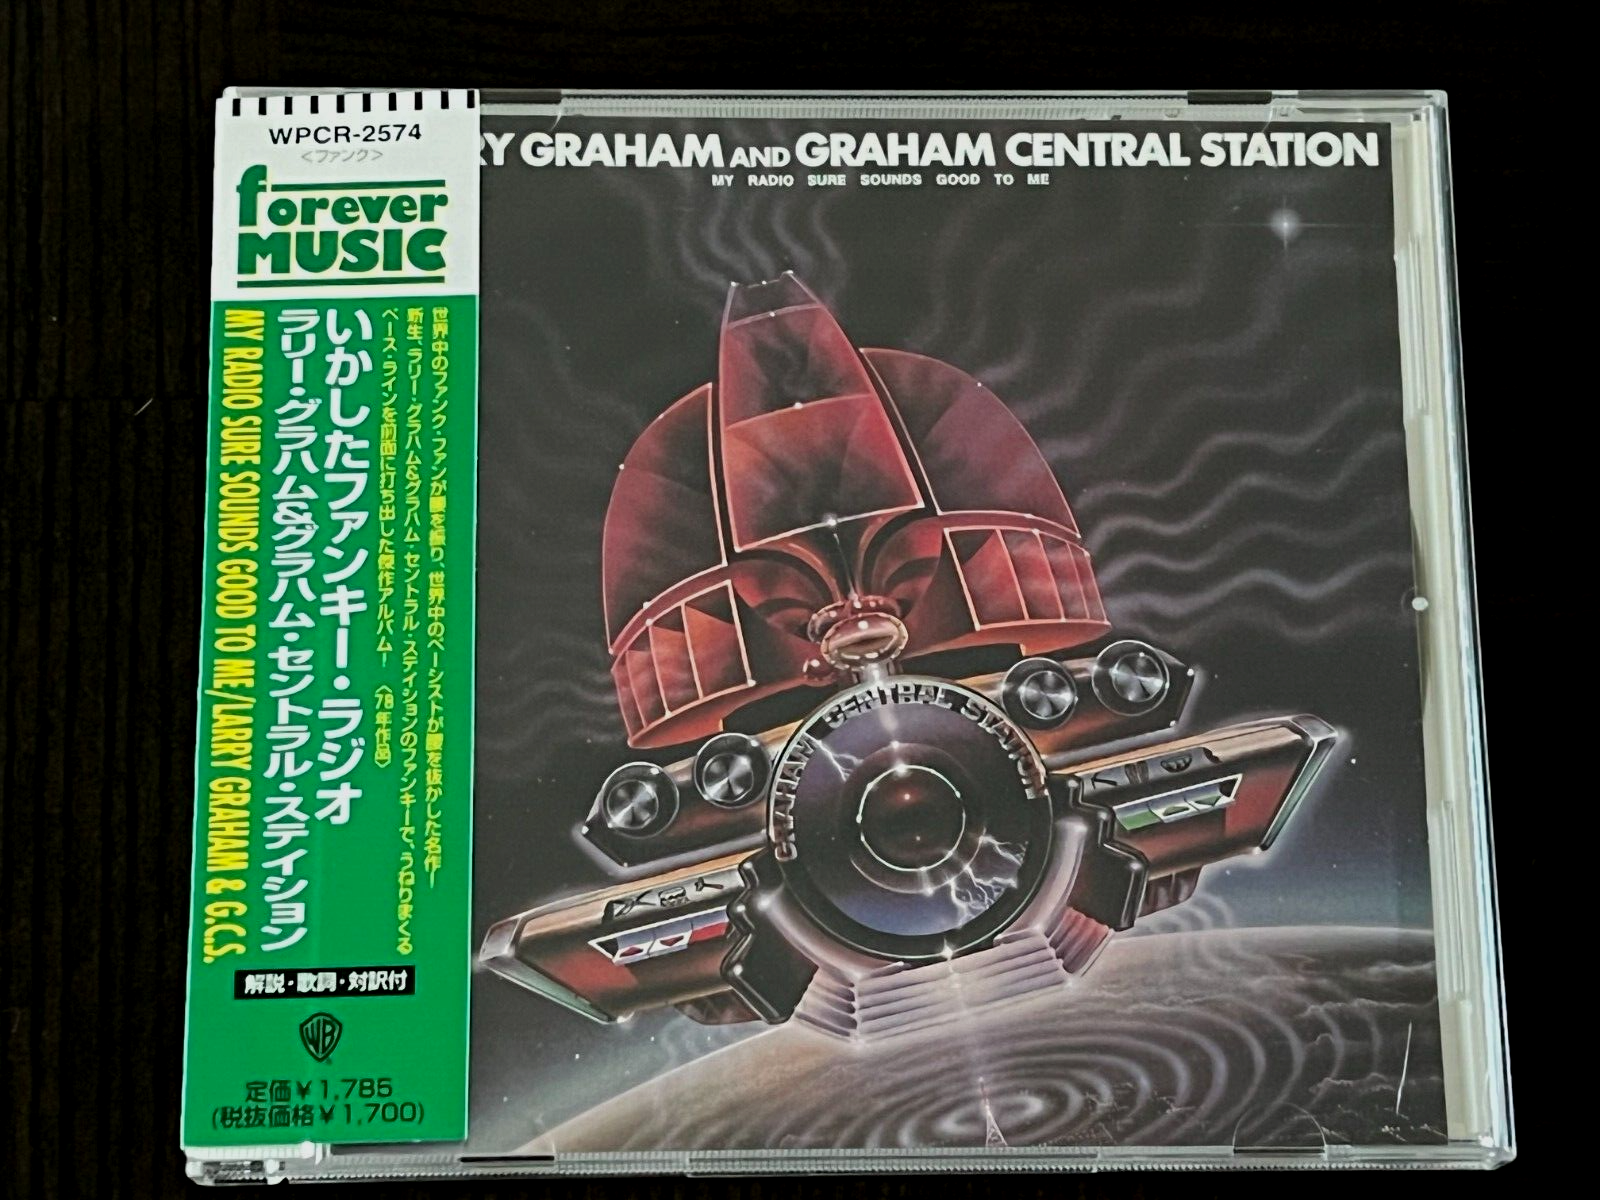 WPCR-2574
<ファンク>
forever
MUSIC
世界中のファンク・ファンが腰を振り、世界中のベーシストが腰を抜かした名作!
新生、ラリー・グラハム&グラハム・セントラル・ステイションのファンキーで、うねりまくる
ベース・ラインを前面に打ち出した傑作アルバム! 〈78年作品〉
いかしたファンキー・ラジオ
ラリー・グラハム&グラハム・セントラル・ステイション
MY RADIO SURE SOUNDS GOOD TO ME/LARRY GRAHAM & G.C.S.
解説・歌詞・対訳付
WB
定価¥1,785
(税抜価格¥1,700)
RY GRAHAM AND GRAHAM CENTRAL STATION
MY RADIO SURE SOUNDS GOOD TO ME
GRAHAM CENTRAL STATION